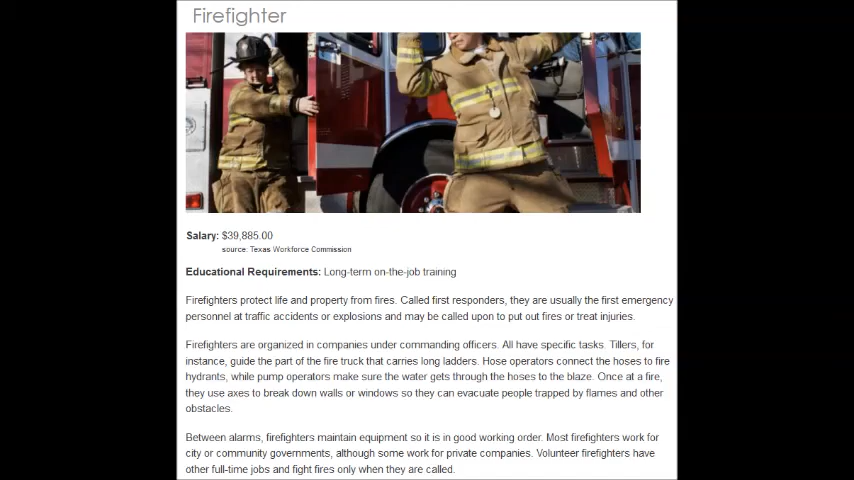 Firefighter
Salary: $39,885.00
source: Texas Workforce Commission
Educational Requirements: Long-term on-the-job training
Firefighters protect life and property from fires. Called first responders, they are usually the first emergency
personnel at traffic accidents or explosions and may be called upon to put out fires or treat injuries.
Firefighters are organized in companies under commanding officers. All have specific tasks. Tillers, for
instance, guide the part of the fire truck that carries long ladders. Hose operators connect the hoses to fire
hydrants, while pump operators make sure the water gets through the hoses to the blaze. Once at a fire,
they use axes to break down walls or windows so they can evacuate people trapped by flames and other
obstacles.
Between alarms, firefighters maintain equipment so it is in good working order. Most firefighters work for
city or community governments, although some work for private companies. Volunteer firefighters have
other full-time jobs and fight fires only when they are called.